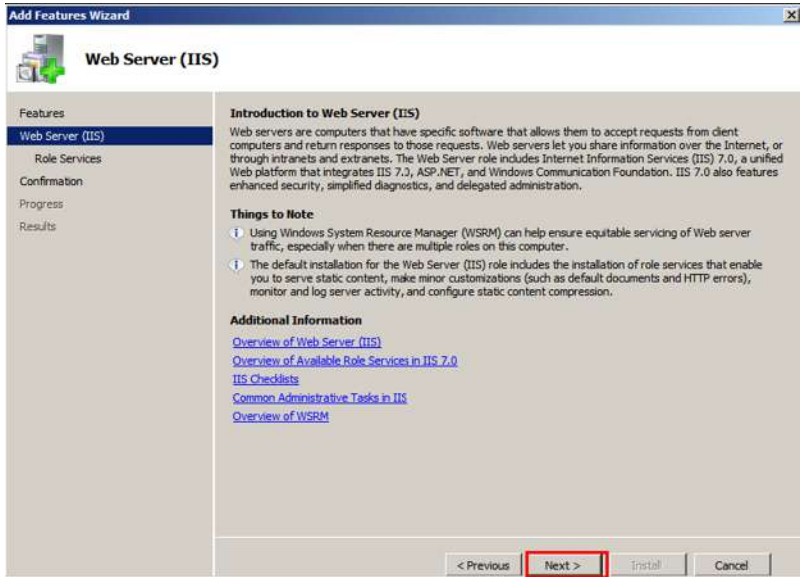 Add Features Wizard
Web Server (IIS)
Features
Web Server (IIS)
Role Services
Confirmation
Progress
Results
Introduction to Web Server (IIS)
Web servers are computers that have specific software that allows them to accept requests from client
computers and return responses to those requests. Web servers let you share information over the Internet, or
through intranets and extranets. The Web Server role includes Internet Information Services (IIS) 7.0, a unified
Web platform that integrates IIS 7.0, ASP.NET, and Windows Communication Foundation. IIS 7.0 also features
enhanced security, simplified diagnostics, and delegated administration.
Things to Note
Using Windows System Resource Manager (WSRM) can help ensure equitable servicing of Web server
traffic, especially when there are multiple roles on this computer.
The default installation for the Web Server (IIS) role includes the installation of role services that enable
you to serve static content, make minor customizations (such as default documents and HTTP errors),
monitor and log server activity, and configure static content compression.
Additional Information
Overview of Web Server (IIS)
Overview of Available Role Services in IIS 7.0
IIS Checklists
Common Administrative Tasks in IIS
Overview of WSRM
< Previous
Next >
Install
Cancel